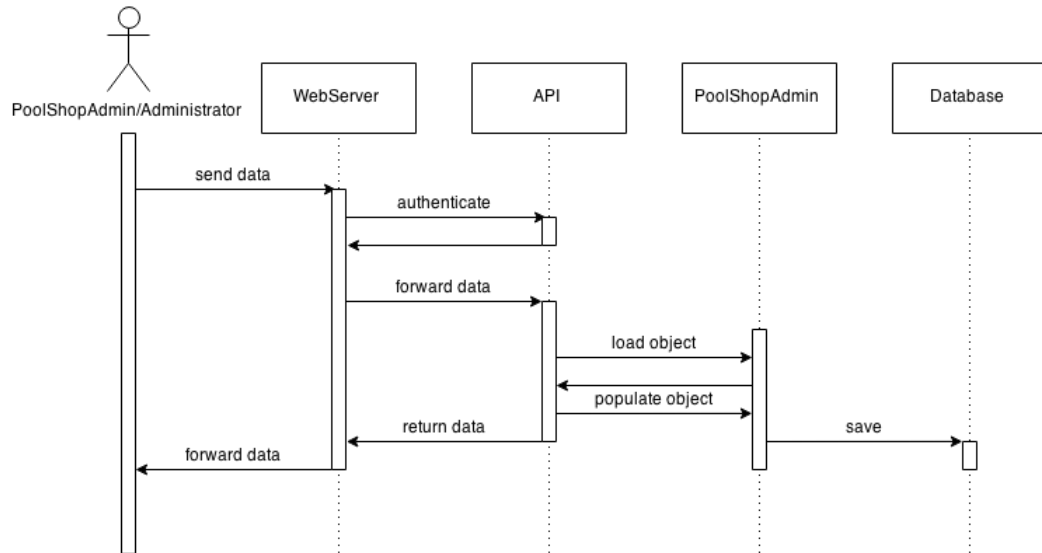 PoolShopAdmin/Administrator
WebServer
API
PoolShopAdmin
Database
send data
authenticate
forward data
load object
populate object
return data
save
forward data